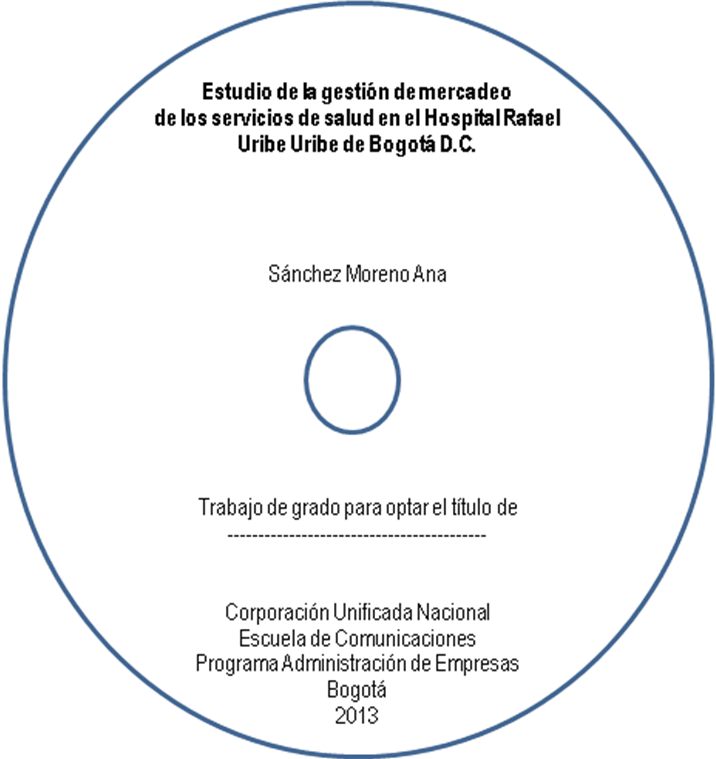 Estudio de la gestión de mercadeo
de los servicios de salud en el Hospital Rafael
Uribe Uribe de Bogotá D.C.
Sánchez Moreno Ana
Trabajo de grado para optar el título de
------------------------------------------
Corporación Unificada Nacional
Escuela de Comunicaciones
Programa Administración de Empresas
Bogotá
2013